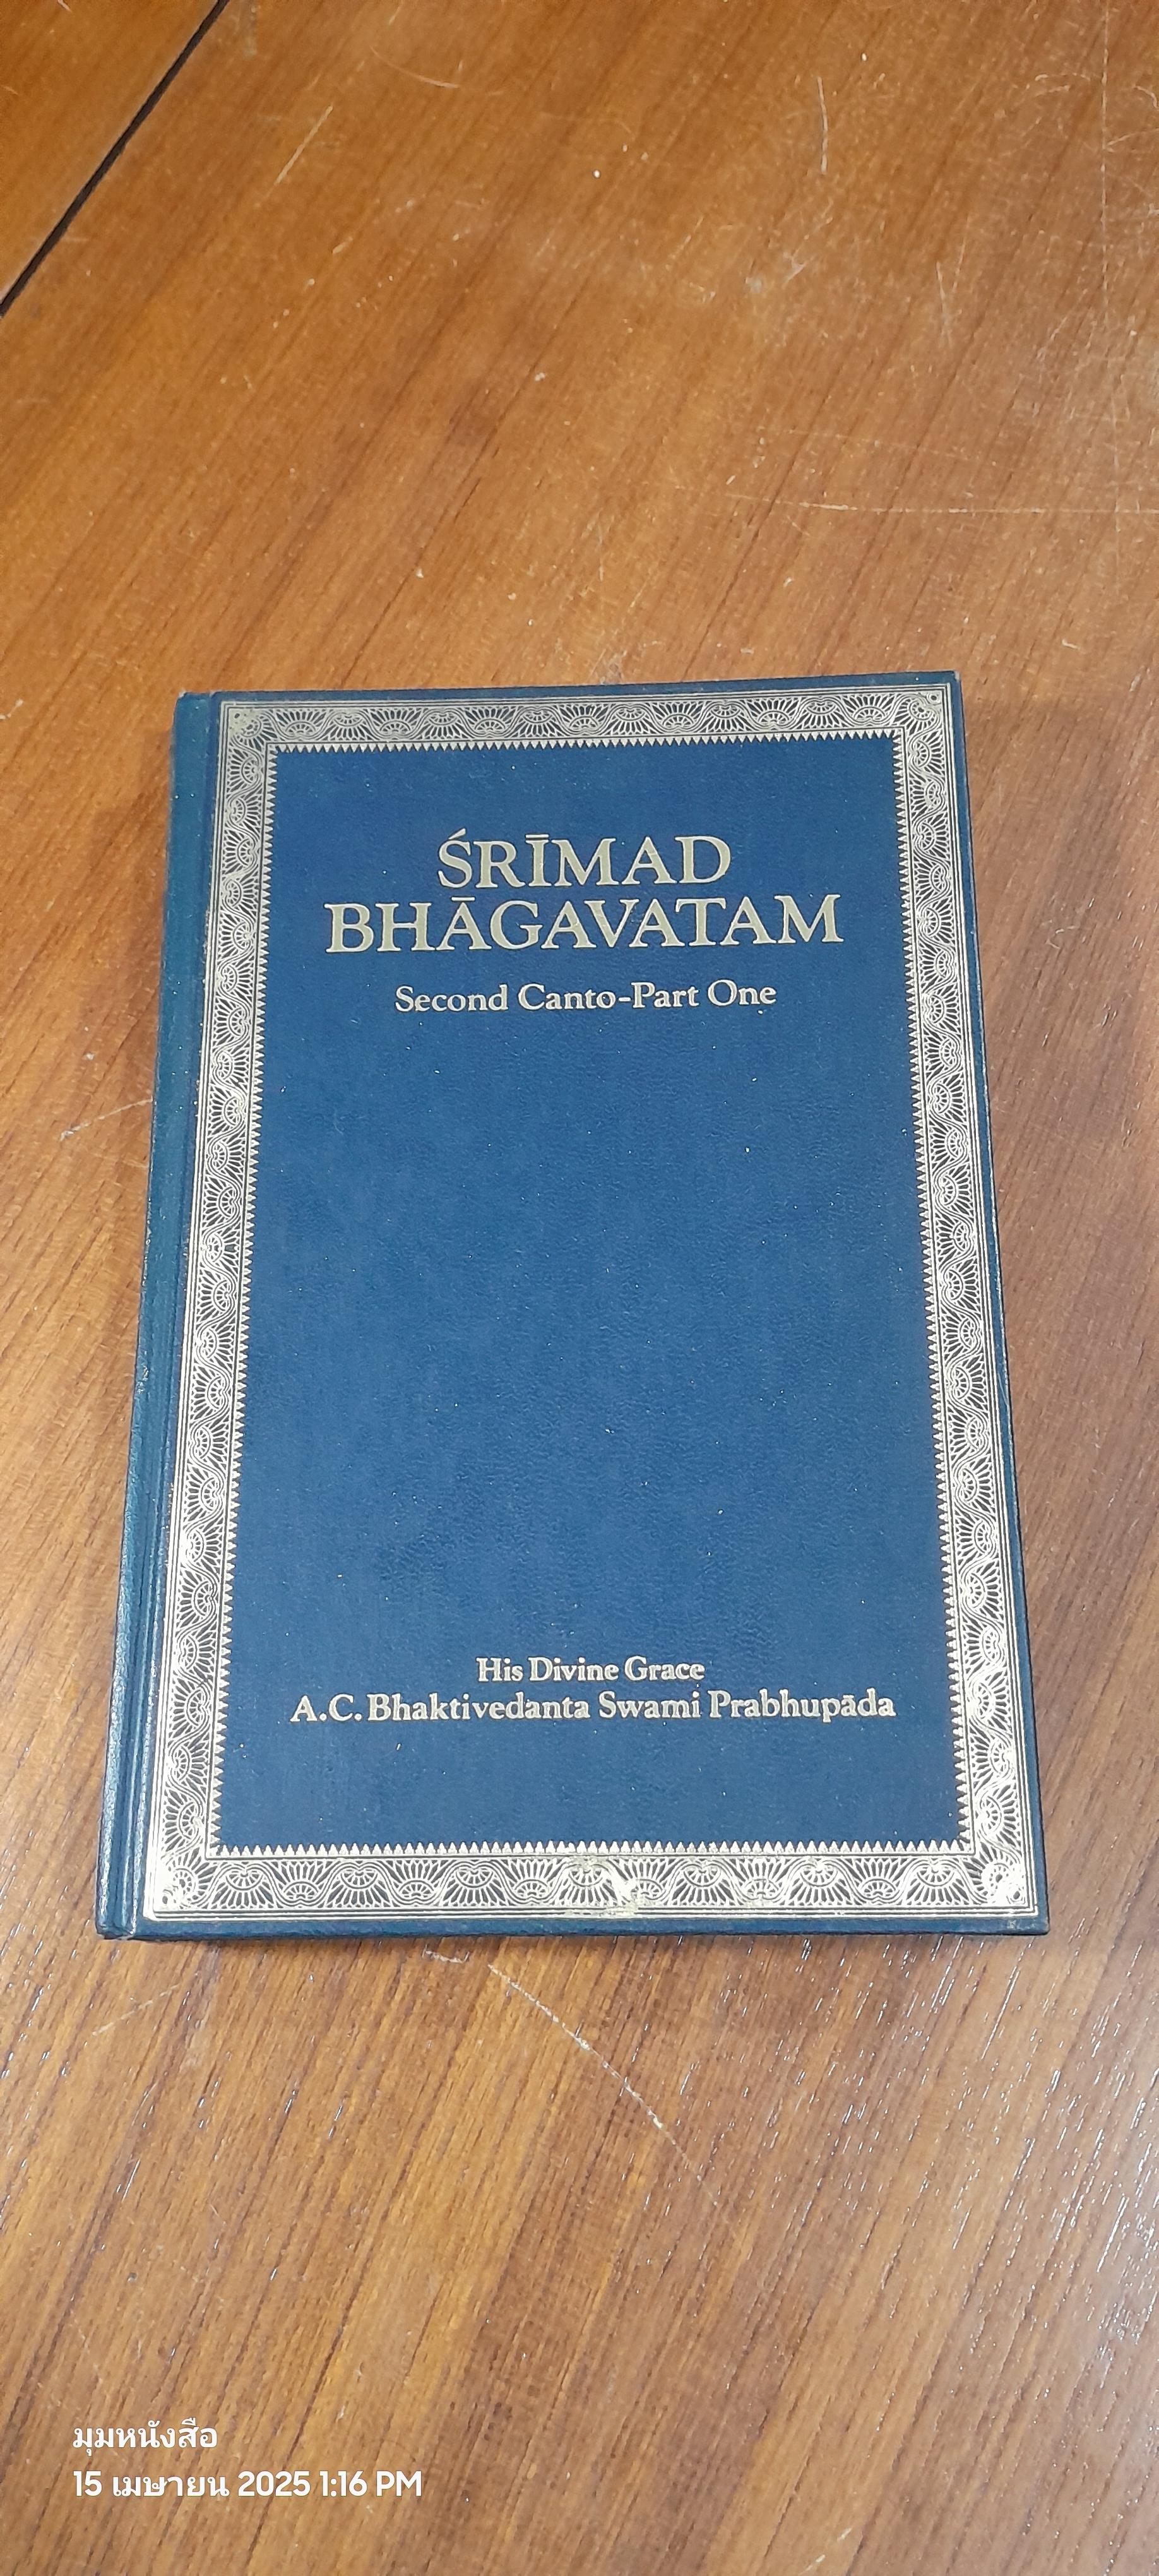 ŚRĪMAD
BHĀGAVATAM
Second Canto-Part One
His Divine Grace
A.C. Bhaktivedanta Swami Prabhupāda
มุมหนังสือ
15 เมษายน 2025 1:16 PM